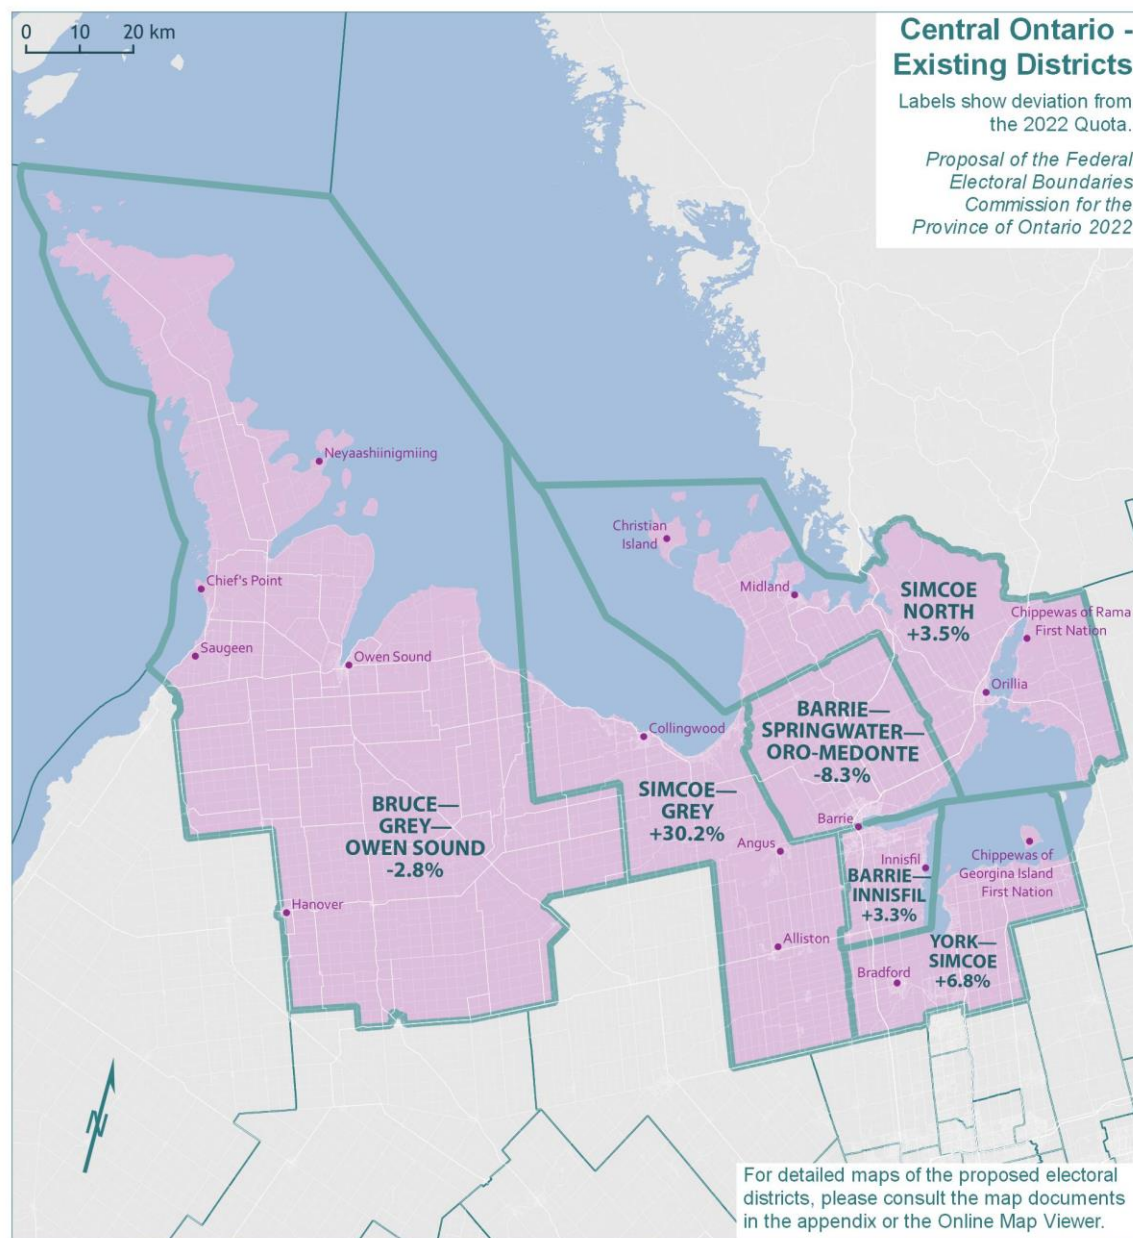 0 10 20 km
Central Ontario -
Existing Districts
Labels show deviation from
the 2022 Quota.
Proposal of the Federal
Electoral Boundaries
Commission for the
Province of Ontario 2022
Neyaashiinigmiing
Christian
Island
Chief's Point
Midland
SIMCOE
NORTH
+3.5%
Chippewas of Rama
First Nation
Saugeen
Owen Sound
Orillia
Collingwood
BARRIE—
SPRINGWATER—
ORO-MEDONTE
-8.3%
BRUCE—
GREY—
OWEN SOUND
-2.8%
SIMCOE—
GREY
+30.2%
Barrie
Angus
Innisfil
BARRIE—
INNISFIL
+3.3%
Chippewas of
Georgina Island
First Nation
Hanover
Alliston
YORK—
SIMCOE
+6.8%
Bradford
N
For detailed maps of the proposed electoral
districts, please consult the map documents
in the appendix or the Online Map Viewer.